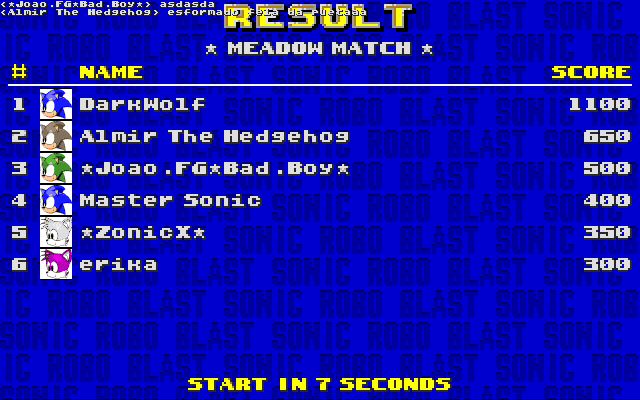 <*Joao.FG*Bad.Boy*> asdasda
<Almir The Hedgehog> esformado
RESULT
* MEADOW MATCH *
# NAME SCORE
1 DarkWolf 1100
2 Almir The Hedgehog 650
3 *Joao.FG*Bad.Boy* 500
4 Master Sonic 400
5 *ZonicX* 350
6 erika 300
START IN 7 SECONDS